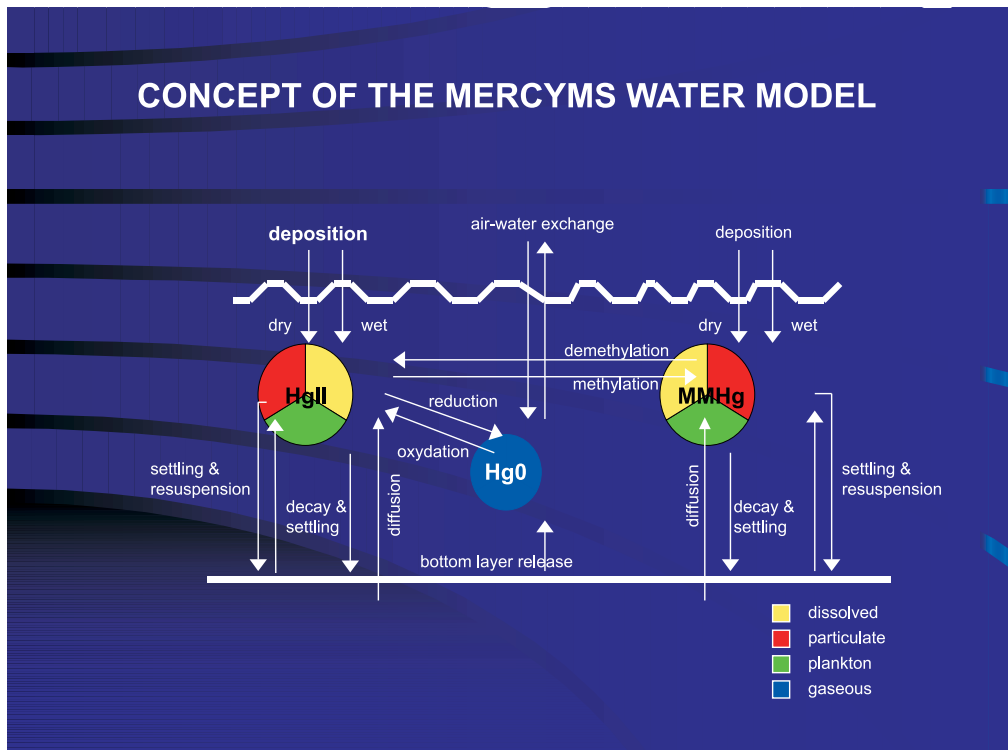 CONCEPT OF THE MERCYMS WATER MODEL
deposition
air-water exchange
deposition
dry
wet
dry
wet
demethylation
methylation
HgII
MMHg
reduction
oxydation
Hg0
settling &
resuspension
decay &
settling
diffusion
diffusion
decay &
settling
settling &
resuspension
bottom layer release
dissolved
particulate
plankton
gaseous